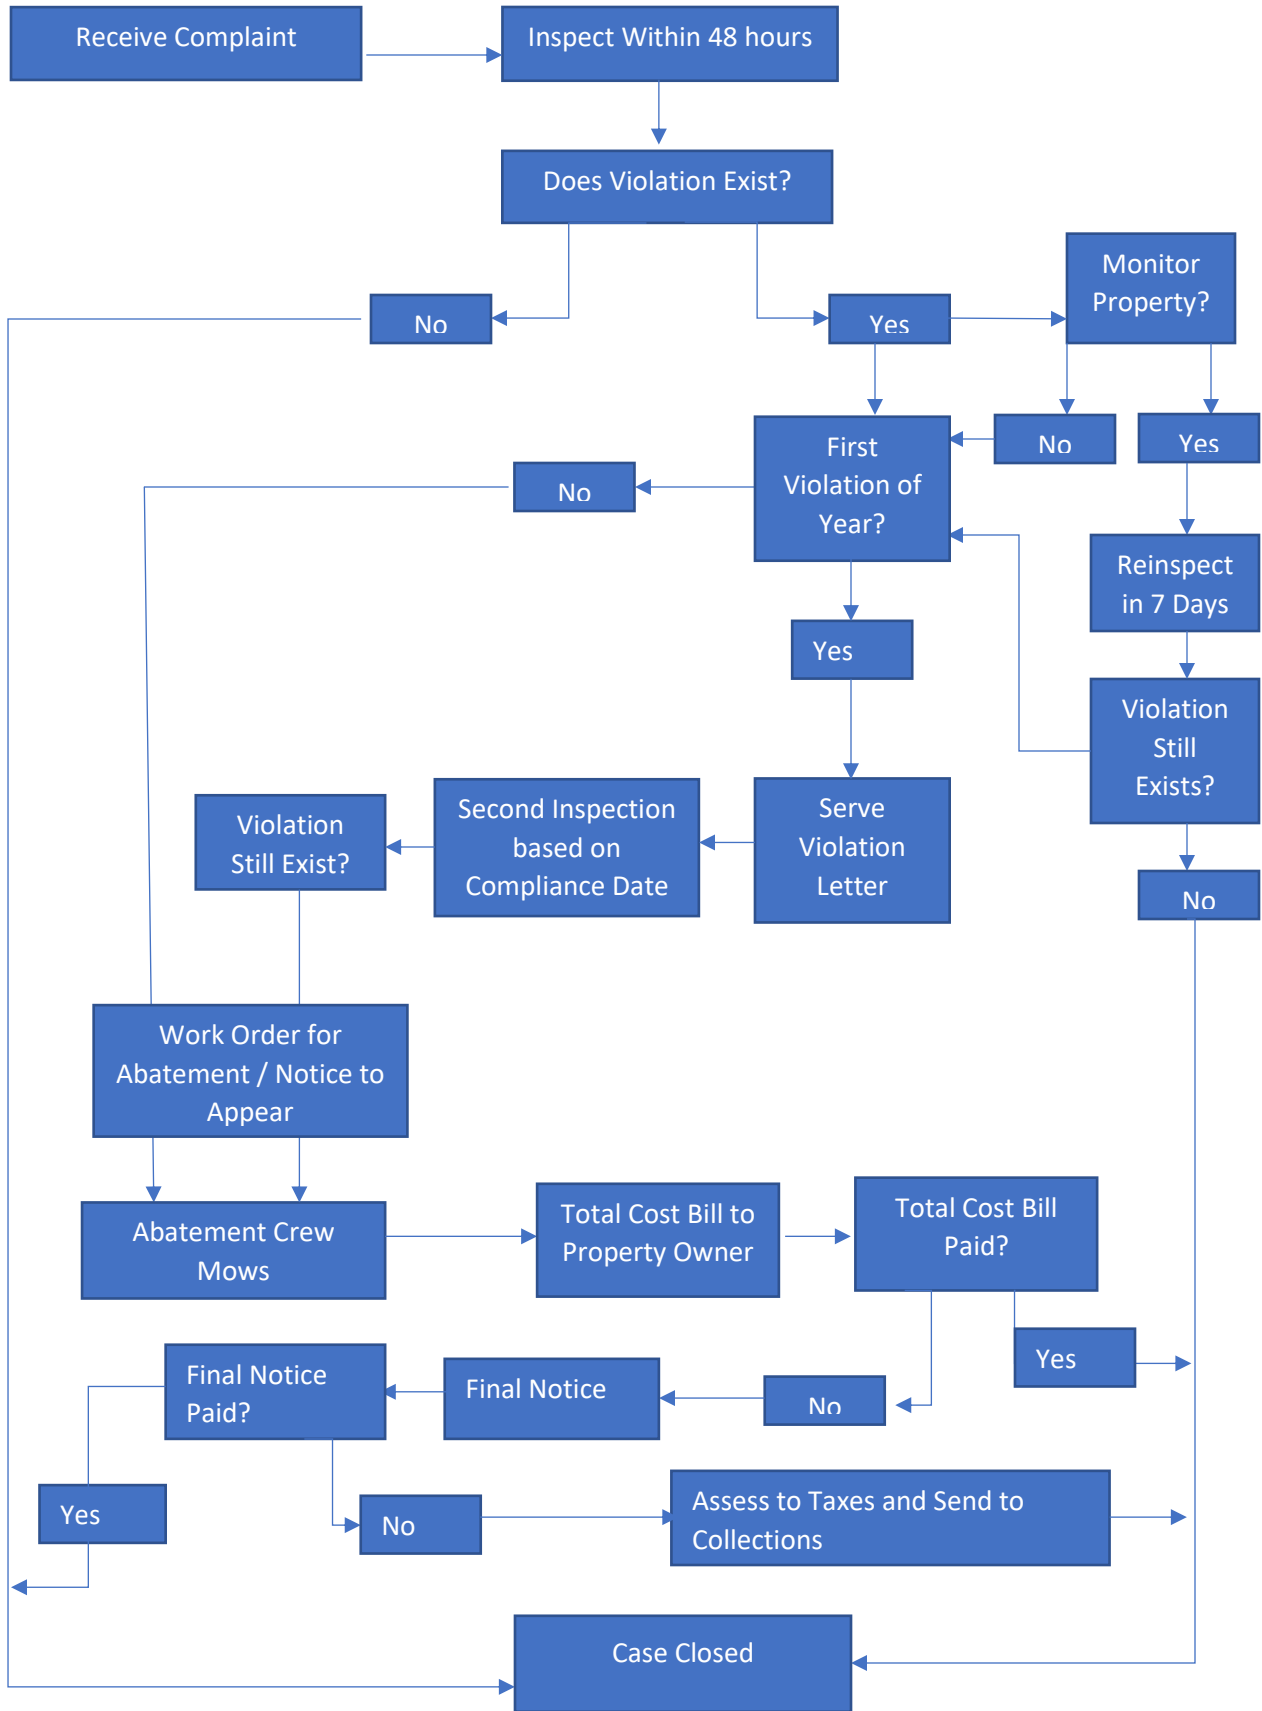 Receive Complaint
Inspect Within 48 hours
Does Violation Exist?
Monitor
Property?
No
Yes
First
Violation of
Year?
No
Yes
No
Reinspect
in 7 Days
Yes
Violation
Still
Exists?
Violation
Still Exist?
Second Inspection
based on
Compliance Date
Serve
Violation
Letter
No
Work Order for
Abatement / Notice to
Appear
Abatement Crew
Mows
Total Cost Bill to
Property Owner
Total Cost Bill
Paid?
Yes
Final Notice
Paid?
Final Notice
No
Yes
No
Assess to Taxes and Send to
Collections
Case Closed